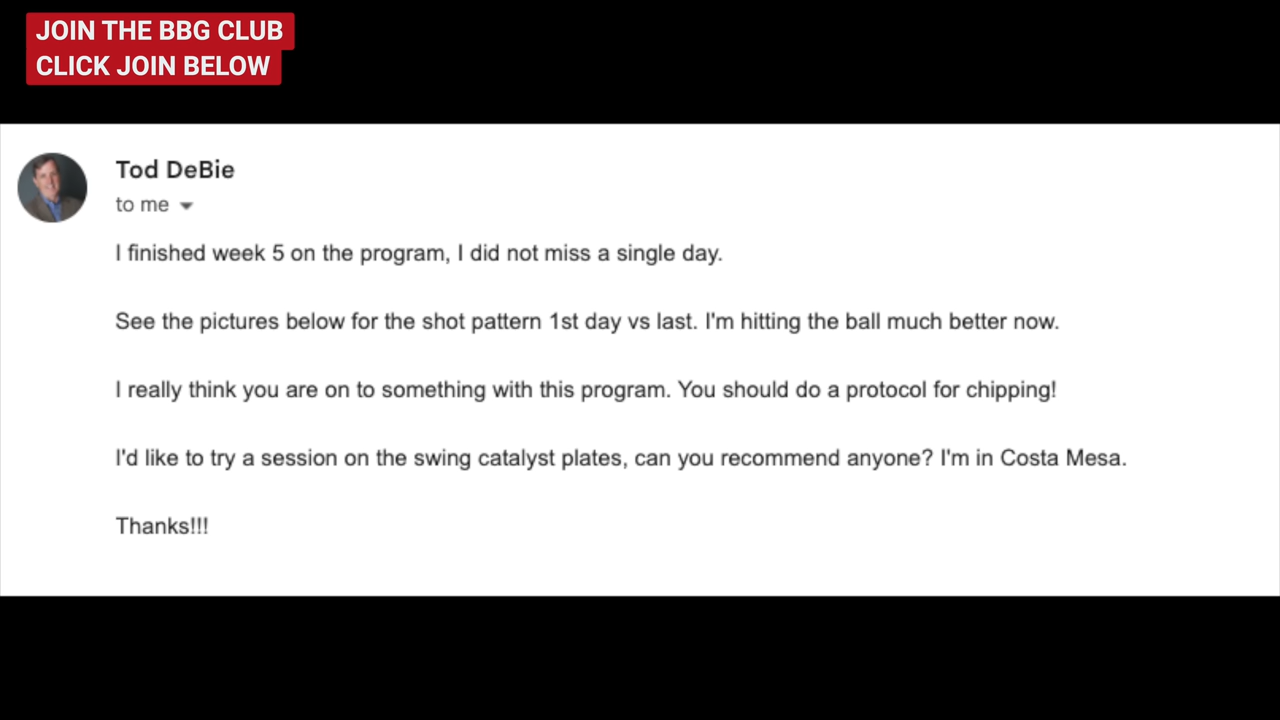 JOIN THE BBG CLUB
CLICK JOIN BELOW
Tod DeBie
to me
I finished week 5 on the program, I did not miss a single day.
See the pictures below for the shot pattern 1st day vs last. I'm hitting the ball much better now.
I really think you are on to something with this program. You should do a protocol for chipping!
I'd like to try a session on the swing catalyst plates, can you recommend anyone? I'm in Costa Mesa.
Thanks!!!